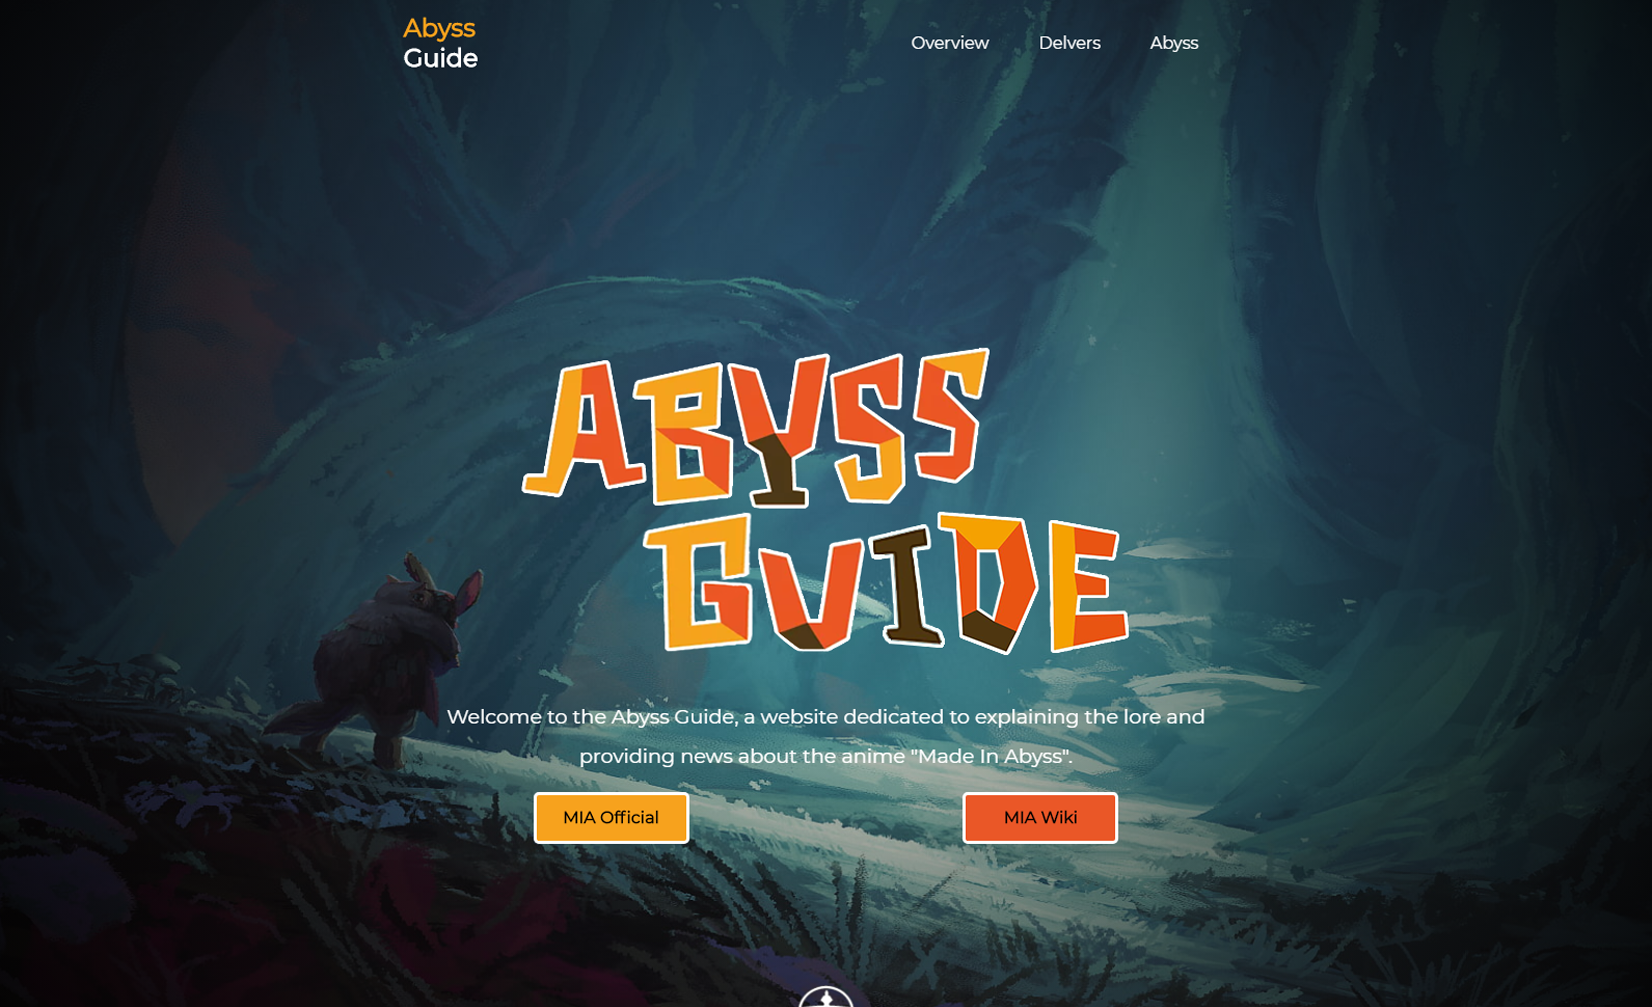 Abyss
Guide
Overview Delvers Abyss
ABYSS
GUIDE
Welcome to the Abyss Guide, a website dedicated to explaining the lore and
providing news about the anime "Made In Abyss".
MIA Official MIA Wiki